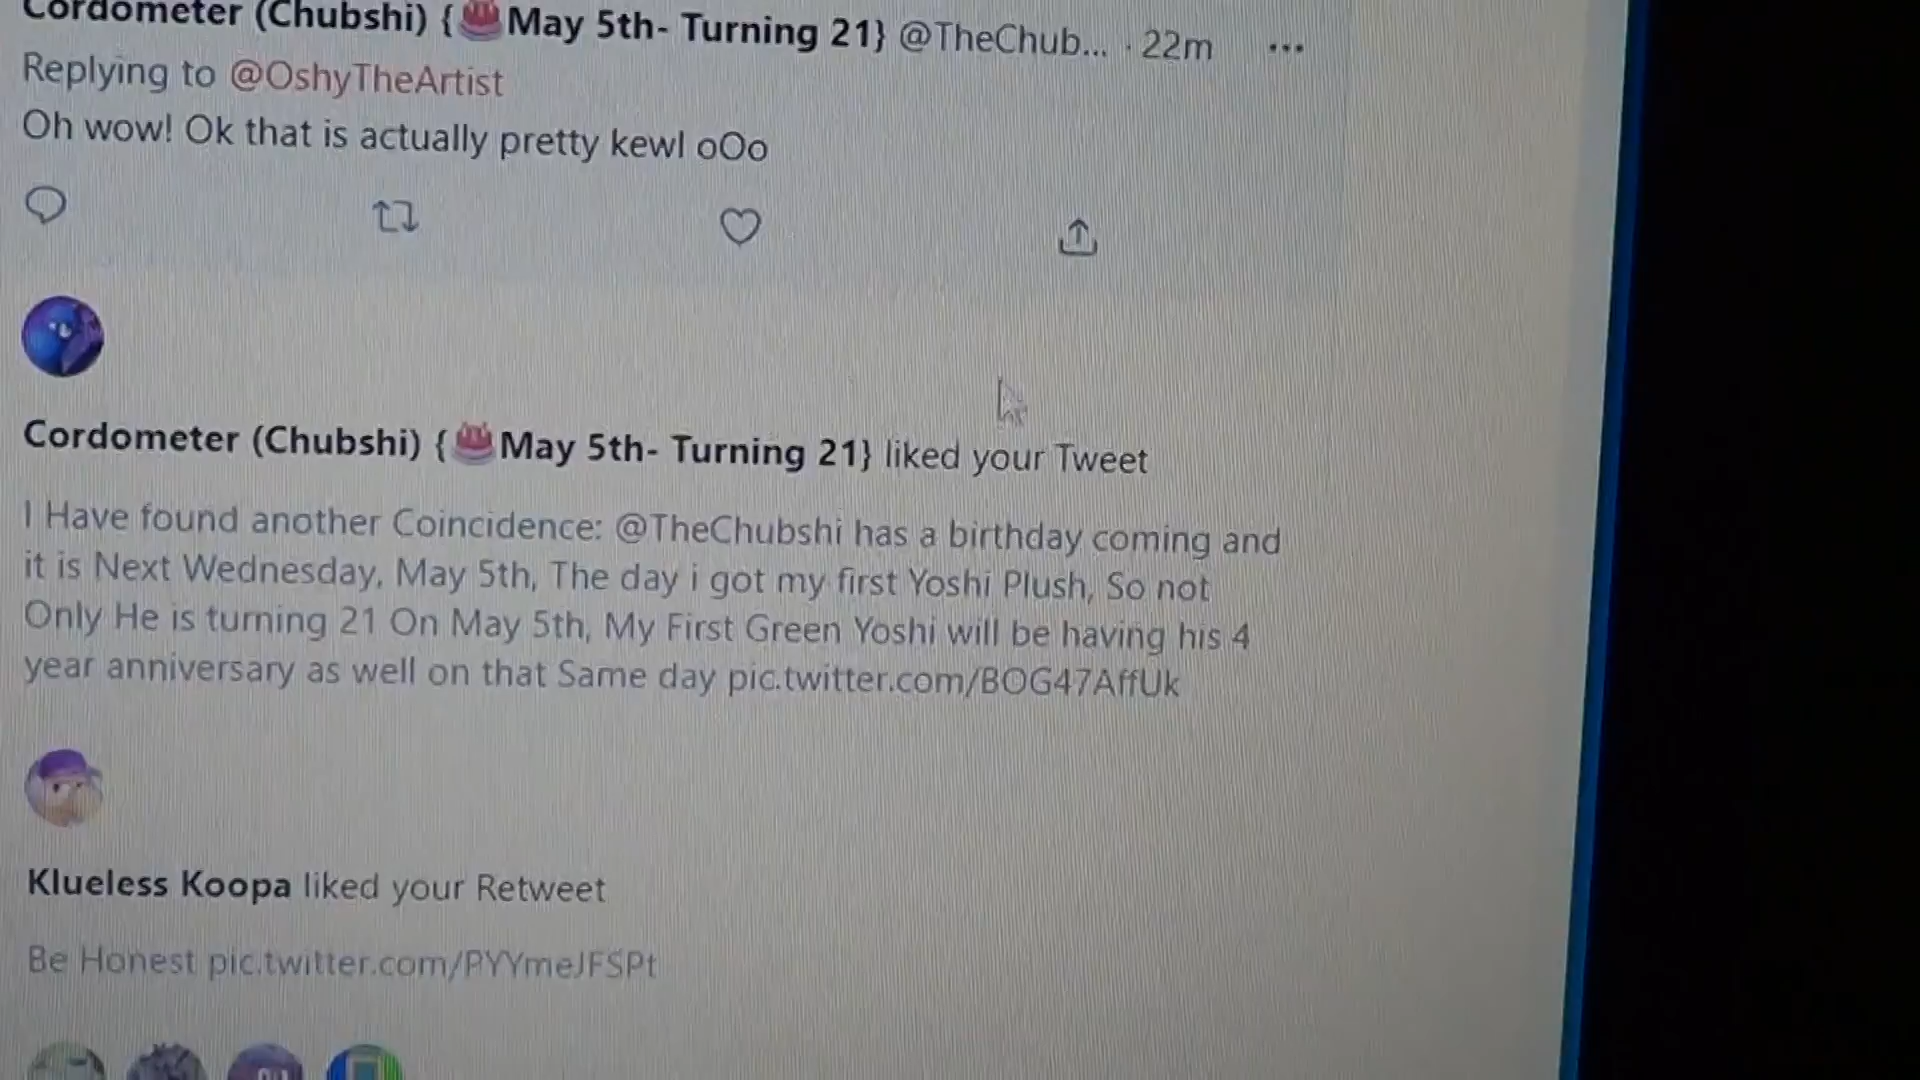 Cordometer (Chubshi) {🎂May 5th- Turning 21} @TheChub... · 22m ...
Replying to @OshyTheArtist
Oh wow! Ok that is actually pretty kewl oOo
Cordometer (Chubshi) {🎂May 5th- Turning 21} liked your Tweet
I Have found another Coincidence: @TheChubshi has a birthday coming and
it is Next Wednesday, May 5th, The day i got my first Yoshi Plush, So not
Only He is turning 21 On May 5th, My First Green Yoshi will be having his 4
year anniversary as well on that Same day pic.twitter.com/BOG47AffUk
Klueless Koopa liked your Retweet
Be Honest pic.twitter.com/PYYmeJFSPt